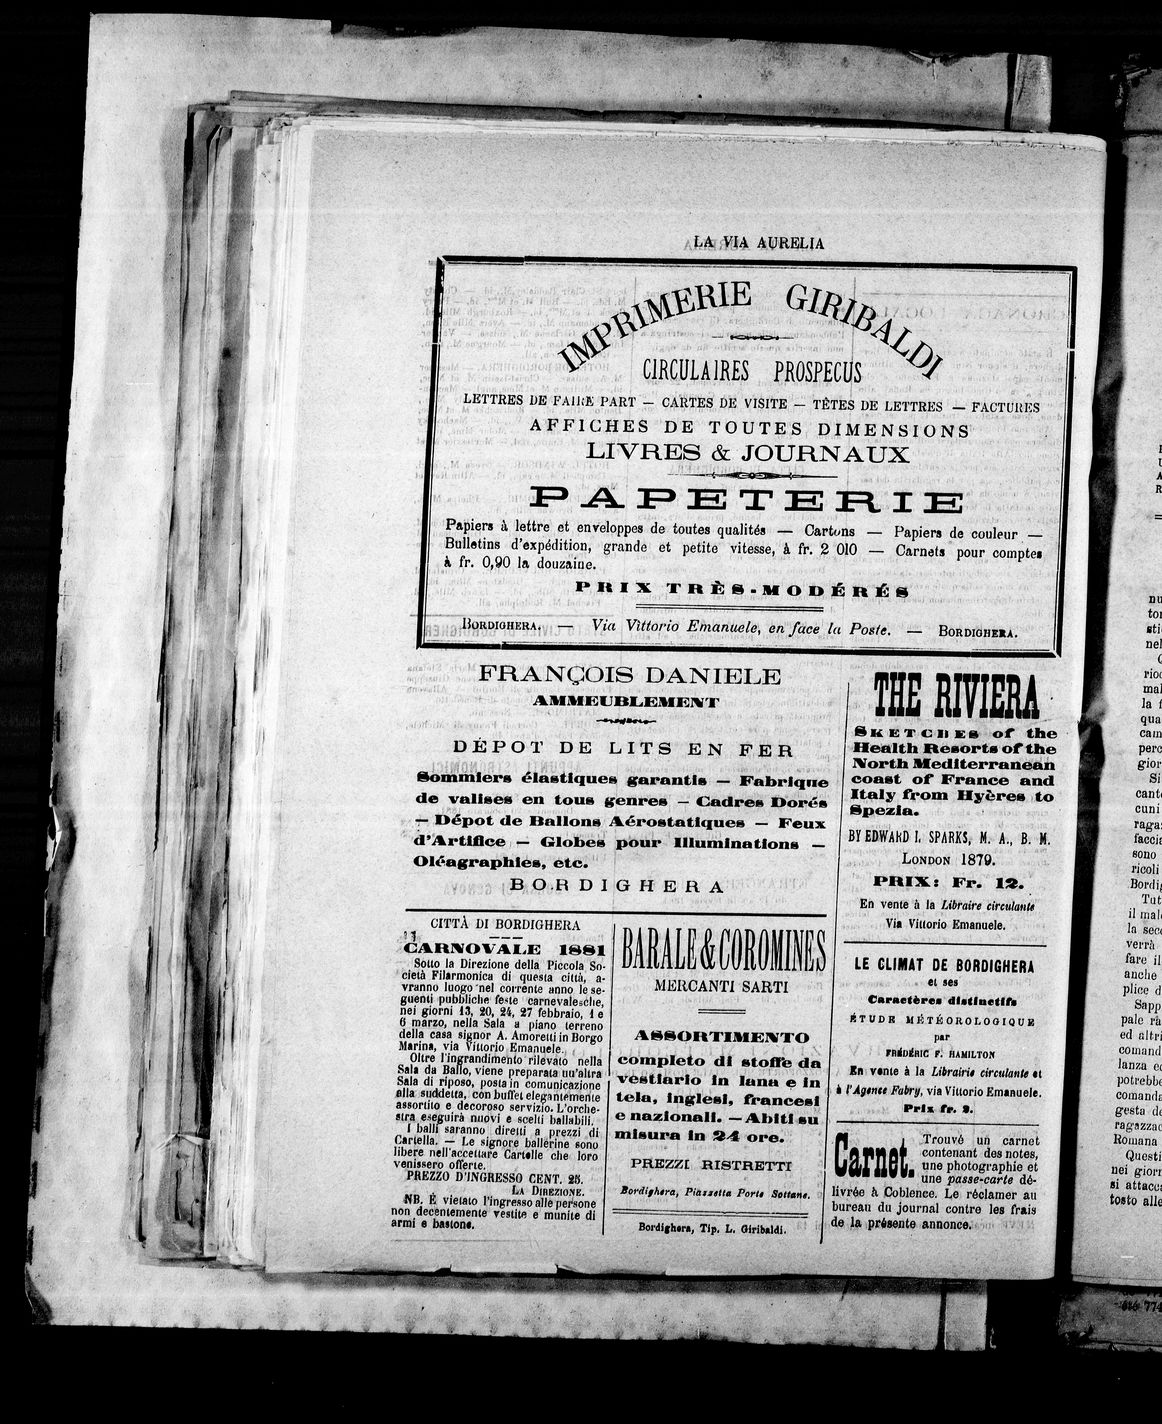 LA VIA AURELIA
IMPRIMERIE GIRIBALDI
CIRCULAIRES PROSPECUS
LETTRES DE FAIRE PART — CARTES DE VISITE — TÊTES DE LETTRES — FACTURES
AFFICHES DE TOUTES DIMENSIONS
LIVRES & JOURNAUX
PAPETERIE
Papiers à lettre et enveloppes de toutes qualités — Cartons — Papiers de couleur —
Bulletins d'expédition, grande et petite vitesse, à fr. 2 010 — Carnets pour comptes
à fr. 0,90 la douzaine.
PRIX TRÈS-MODÉRÉS
BORDIGHERA. — Via Vittorio Emanuele, en face la Poste. — BORDIGHERA.
FRANÇOIS DANIELE
AMMEUBLEMENT
DÉPOT DE LITS EN FER
Sommiers élastiques garantis — Fabrique
de valises en tous genres — Cadres Dorés
— Dépot de Ballons Aérostatiques — Feux
d'Artifice — Globes pour Illuminations —
Oléagraphies, etc.
BORDIGHERA
CITTÀ DI BORDIGHERA
CARNOVALE 1881
Sotto la Direzione della Piccola So-
cietà Filarmonica di questa città, a-
vranno luogo nel corrente anno le se-
guenti pubbliche feste carnevalesche,
nei giorni 13, 20, 24, 27 febbraio, 1 e
6 marzo, nella Sala a piano terreno
della casa signor A. Amoretti in Borgo
Marina, via Vittorio Emanuele.
Oltre l'ingrandimento rilevato nella
Sala da Ballo, viene preparata un'altra
Sala di riposo, posta in comunicazione
alla suddetta, con buffet elegantemente
assortito e decoroso servizio. L'orche-
stra eseguirà nuovi e scelti ballabili.
I balli saranno diretti a prezzi di
Cartella. — Le signore ballerine sono
libere nell'accettare Cartelle che loro
venissero offerte.
PREZZO D'INGRESSO CENT. 25.
LA DIREZIONE.
NB. È vietato l'ingresso alle persone
non decentemente vestite e munite di
armi e bastone.
BARALE & COROMINES
MERCANTI SARTI
ASSORTIMENTO
completo di stoffe da
vestiario in lana e in
tela, inglesi, francesi
e nazionali. — Abiti su
misura in 24 ore.
PREZZI RISTRETTI
Bordighera, Piazzetta Porte Sottane.
Bordighera, Tip. L. Giribaldi.
THE RIVIERA
SKETCHES of the
Health Resorts of the
North Mediterranean
coast of France and
Italy from Hyères to
Spezia.
BY EDWARD I. SPARKS, M. A., B. M.
LONDON 1879.
PRIX: Fr. 12.
En vente à la Libraire circulante
Via Vittorio Emanuele.
LE CLIMAT DE BORDIGHERA
et ses
Caractères distinctifs
ÉTUDE MÉTÉOROLOGIQUE
par
FRÉDÉRIC F. HAMILTON
En vente à la Librairie circulante et
à l'Agence Fabry, via Vittorio Emanuele.
Prix fr. 2.
Carnet. Trouvé un carnet
contenant des notes,
une photographie et
une passe-carte dé-
livrée à Coblence. Le réclamer au
bureau du journal contre les frais
de la présente annonce.